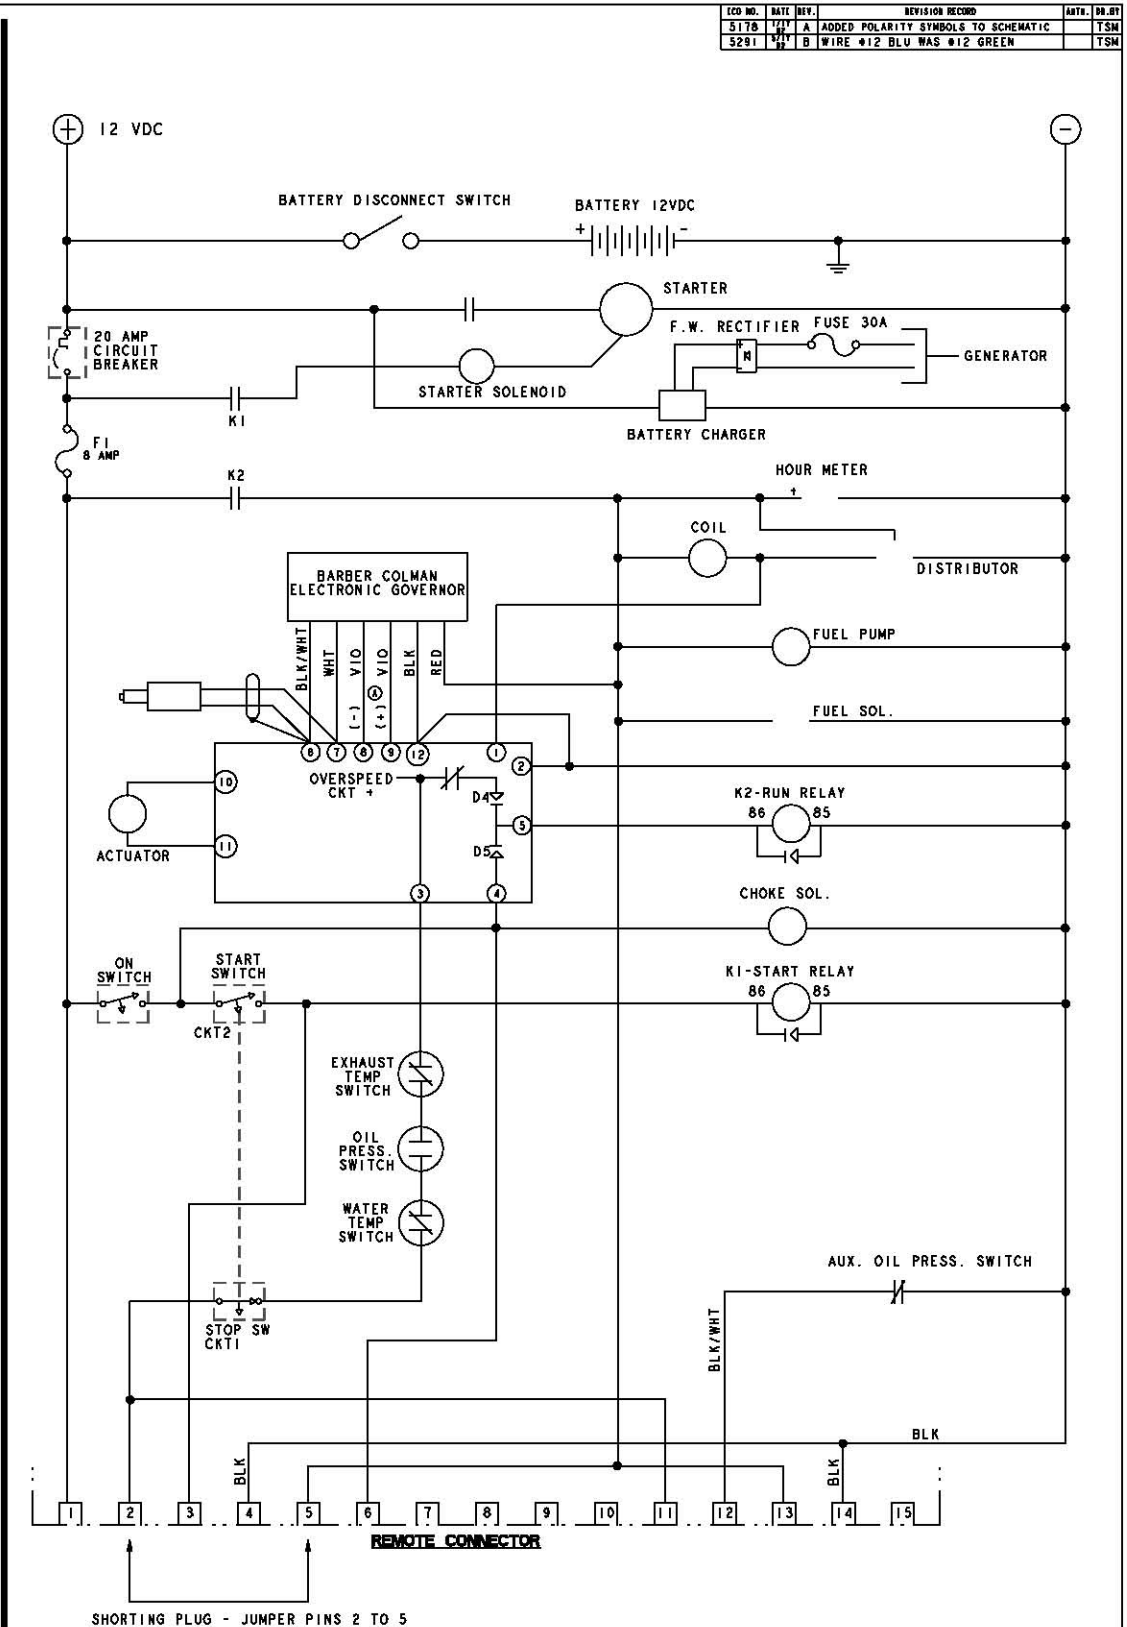 ECO NO. DATE REV. REVISION RECORD AUTH. DR. BY
5178 A ADDED POLARITY SYMBOLS TO SCHEMATIC TSM
5291 B WIRE #12 BLU WAS #12 GREEN TSM
+ 12 VDC -
BATTERY DISCONNECT SWITCH
BATTERY 12VDC
+ -
STARTER
F.W. RECTIFIER FUSE 30A
+
-
GENERATOR
20 AMP
CIRCUIT
BREAKER
STARTER SOLENOID
K1
BATTERY CHARGER
F1
8 AMP
K2
HOUR METER
+
COIL
DISTRIBUTOR
BARBER COLMAN
ELECTRONIC GOVERNOR
BLK/WHT WHT VIO VIO BLK RED
(-) (+) A
FUEL PUMP
FUEL SOL.
7 8 9 12 1
2
OVERSPEED
CKT +
10
D4
5
D5
11
3 4
ACTUATOR
K2-RUN RELAY
86 85
CHOKE SOL.
ON
SWITCH
START
SWITCH
CKT2
K1-START RELAY
86 85
EXHAUST
TEMP
SWITCH
OIL
PRESS.
SWITCH
WATER
TEMP
SWITCH
AUX. OIL PRESS. SWITCH
STOP SW
CKT1
BLK/WHT
BLK
BLK
BLK
1 2 3 4 5 6 7 8 9 10 11 12 13 14 15
REMOTE CONNECTOR
SHORTING PLUG - JUMPER PINS 2 TO 5